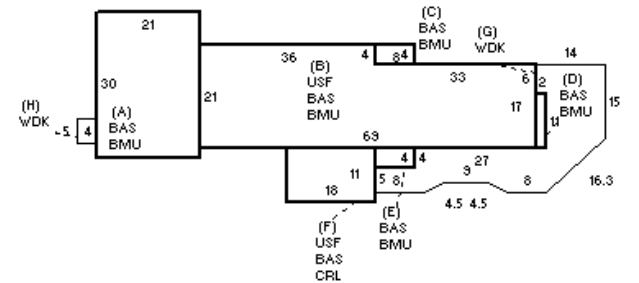 (C)
BAS
BMU
(G)
WDK
21
14
36
4
8
4
(B)
USF
BAS
BMU
33
6
2
(D)
BAS
BMU
30
21
(H)
WDK
(A)
BAS
BMU
17
15
5
4
11
69
4
4
27
11
5
8
9
8
16.3
18
4.5 4.5
(E)
BAS
BMU
(F)
USF
BAS
CRL